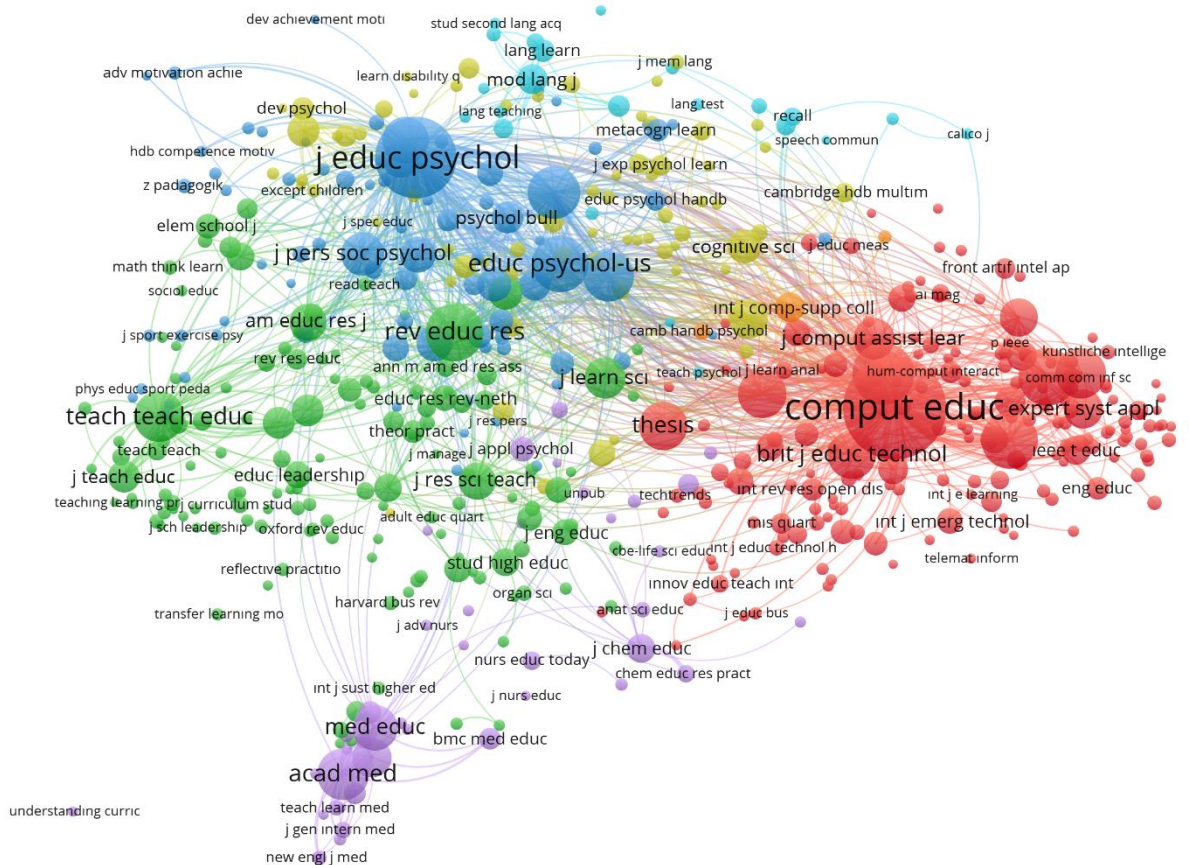 dev achievement moti
stud second lang acq
lang learn
j mem lang
adv motivation achie
learn disability q
mod lang j
dev psychol
lang teaching
lang test
recall
metacogn learn
speech commun
calico j
hdb competence motiv
j educ psychol
j exp psychol learn
z padagogik
except children
educ psychol handb
cambridge hdb multim
j spec educ
psychol bull
elem school j
j pers soc psychol
cognitive sci
j educ meas
math think learn
educ psychol-us
front artif intel ap
read teach
sociol educ
ai mag
int j comp-supp coll
am educ res j
rev educ res
camb handb psychol
j comput assist lear
j sport exercise psy
p ieee
rev res educ
ann m am ed res ass
kunstliche intellige
teach psychol
j learn anal
hum-comput interact
comm com inf sc
j learn sci
phys educ sport peda
educ res rev-neth
comput educ
expert syst appl
teach teach educ
j res pers
thesis
theor pract
teach teach
j manage
j appl psychol
brit j educ technol
ieee t educ
j teach educ
educ leadership
j res sci teach
techtrends
int rev res open dis
eng educ
teaching learning prj
curriculum stud
unpub
int j e learning
adult educ quart
j sch leadership
oxford rev educ
j eng educ
mis quart
int j emerg technol
cbe-life sci educ
int j educ technol h
stud high educ
telemat inform
reflective practitio
innov educ teach int
organ sci
harvard bus rev
transfer learning mo
anat sci educ
j educ bus
j adv nurs
j chem educ
nurs educ today
chem educ res pract
int j sust higher ed
j nurs educ
med educ
bmc med educ
acad med
teach learn med
understanding curric
j gen intern med
new engl j med